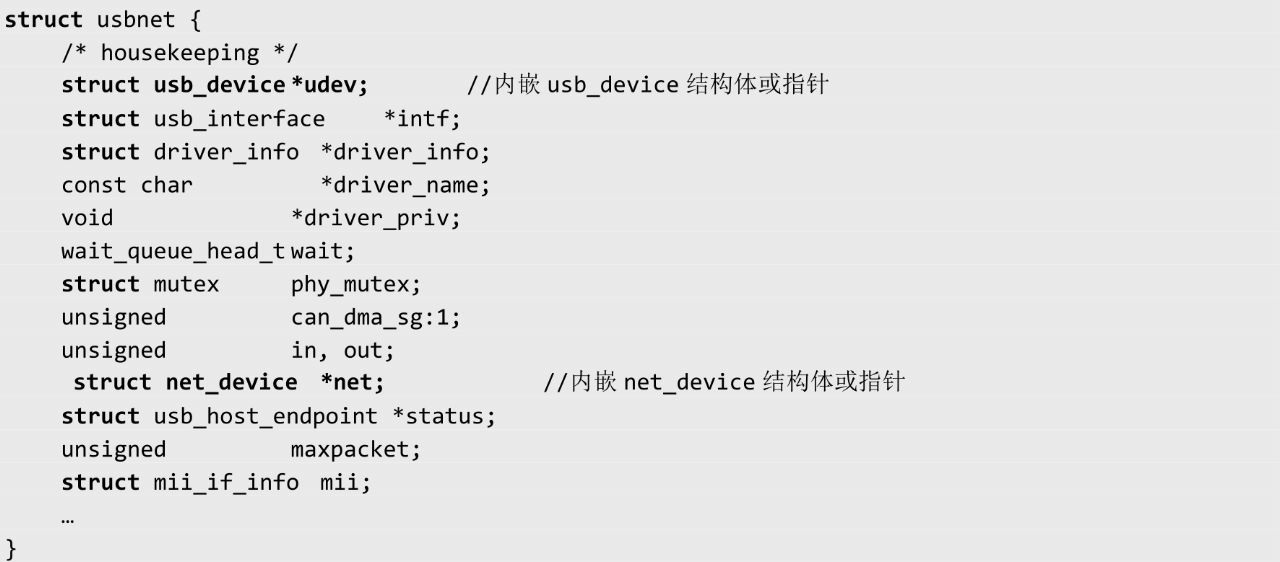 struct usbnet {
/* housekeeping */
struct usb_device *udev; //内嵌 usb_device 结构体或指针
struct usb_interface *intf;
struct driver_info *driver_info;
const char *driver_name;
void *driver_priv;
wait_queue_head_t wait;
struct mutex phy_mutex;
unsigned can_dma_sg:1;
unsigned in, out;
struct net_device *net; //内嵌 net_device 结构体或指针
struct usb_host_endpoint *status;
unsigned maxpacket;
struct mii_if_info mii;
…
}